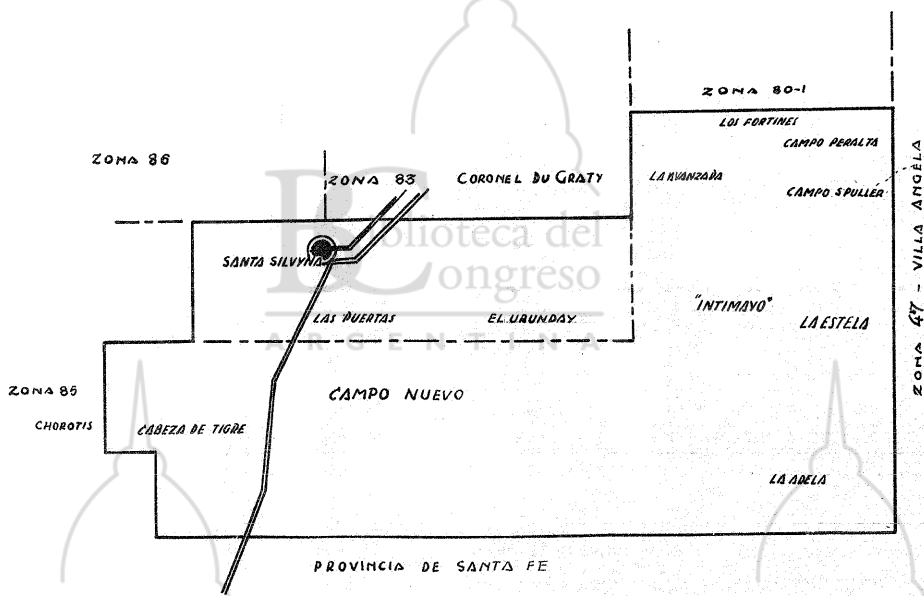 ZONA 80-1
LOS FORTINES
CAMPO PERALTA
ZONA 86
ZONA 83
CORONEL DU GRATY
LA AVANZADA
CAMPO SPULLER
ZONA 47 - VILLA ANGELA
Biblioteca del
Congreso
ARGENTINA
SANTA SILVYNA
"INTIMAYO"
LAS PUERTAS
EL URUNDAY
LA ESTELA
ZONA 85
CHOROTIS
CAMPO NUEVO
CABEZA DE TIGRE
LA ADELA
PROVINCIA DE SANTA FE